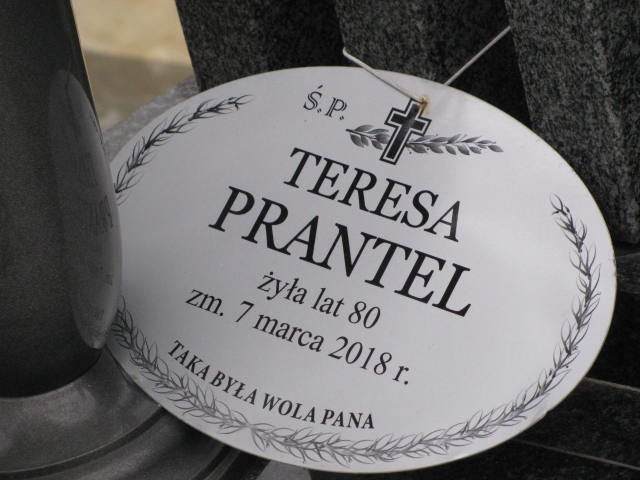 Ś.P.
TERESA
PRANTEL
żyła lat 80
zm. 7 marca 2018 r.
TAKA BYŁA WOLA PANA